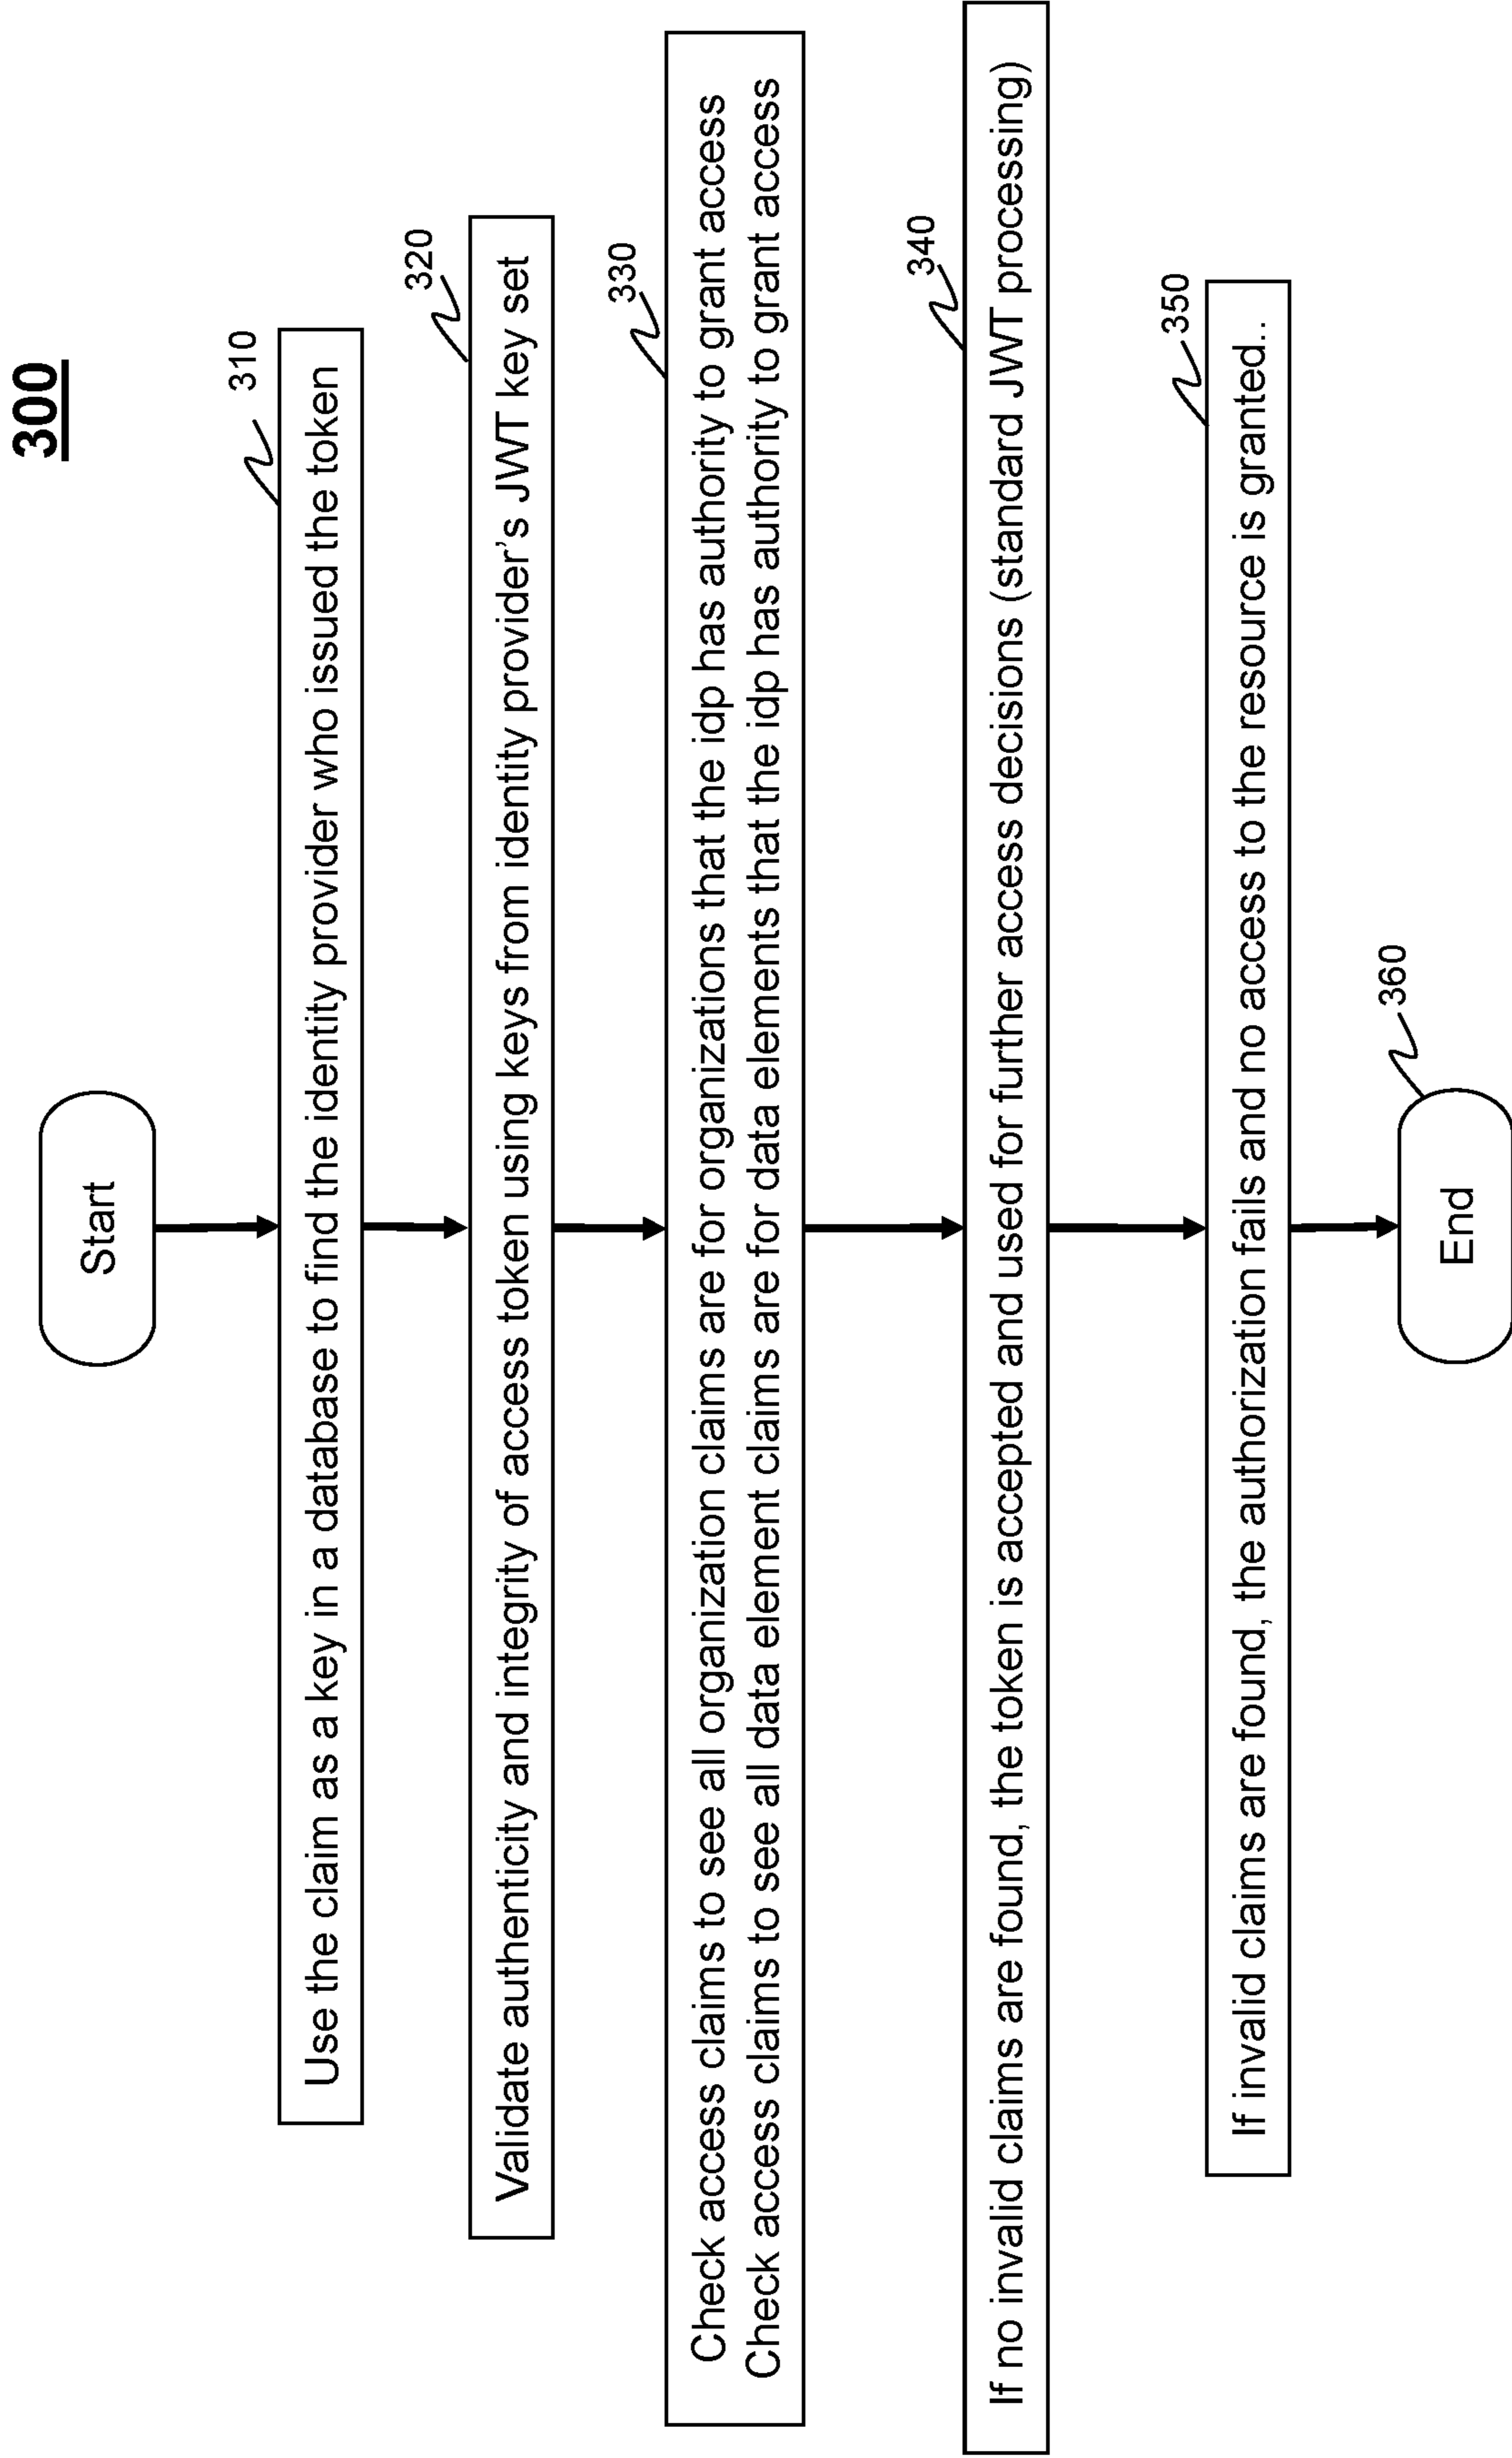 300
Start
310
Use the claim as a key in a database to find the identity provider who issued the token
320
Validate authenticity and integrity of access token using keys from identity provider's JWT key set
330
Check access claims to see all organization claims are for organizations that the idp has authority to grant access
Check access claims to see all data element claims are for data elements that the idp has authority to grant access
340
If no invalid claims are found, the token is accepted and used for further access decisions (standard JWT processing)
350
If invalid claims are found, the authorization fails and no access to the resource is granted..
360
End